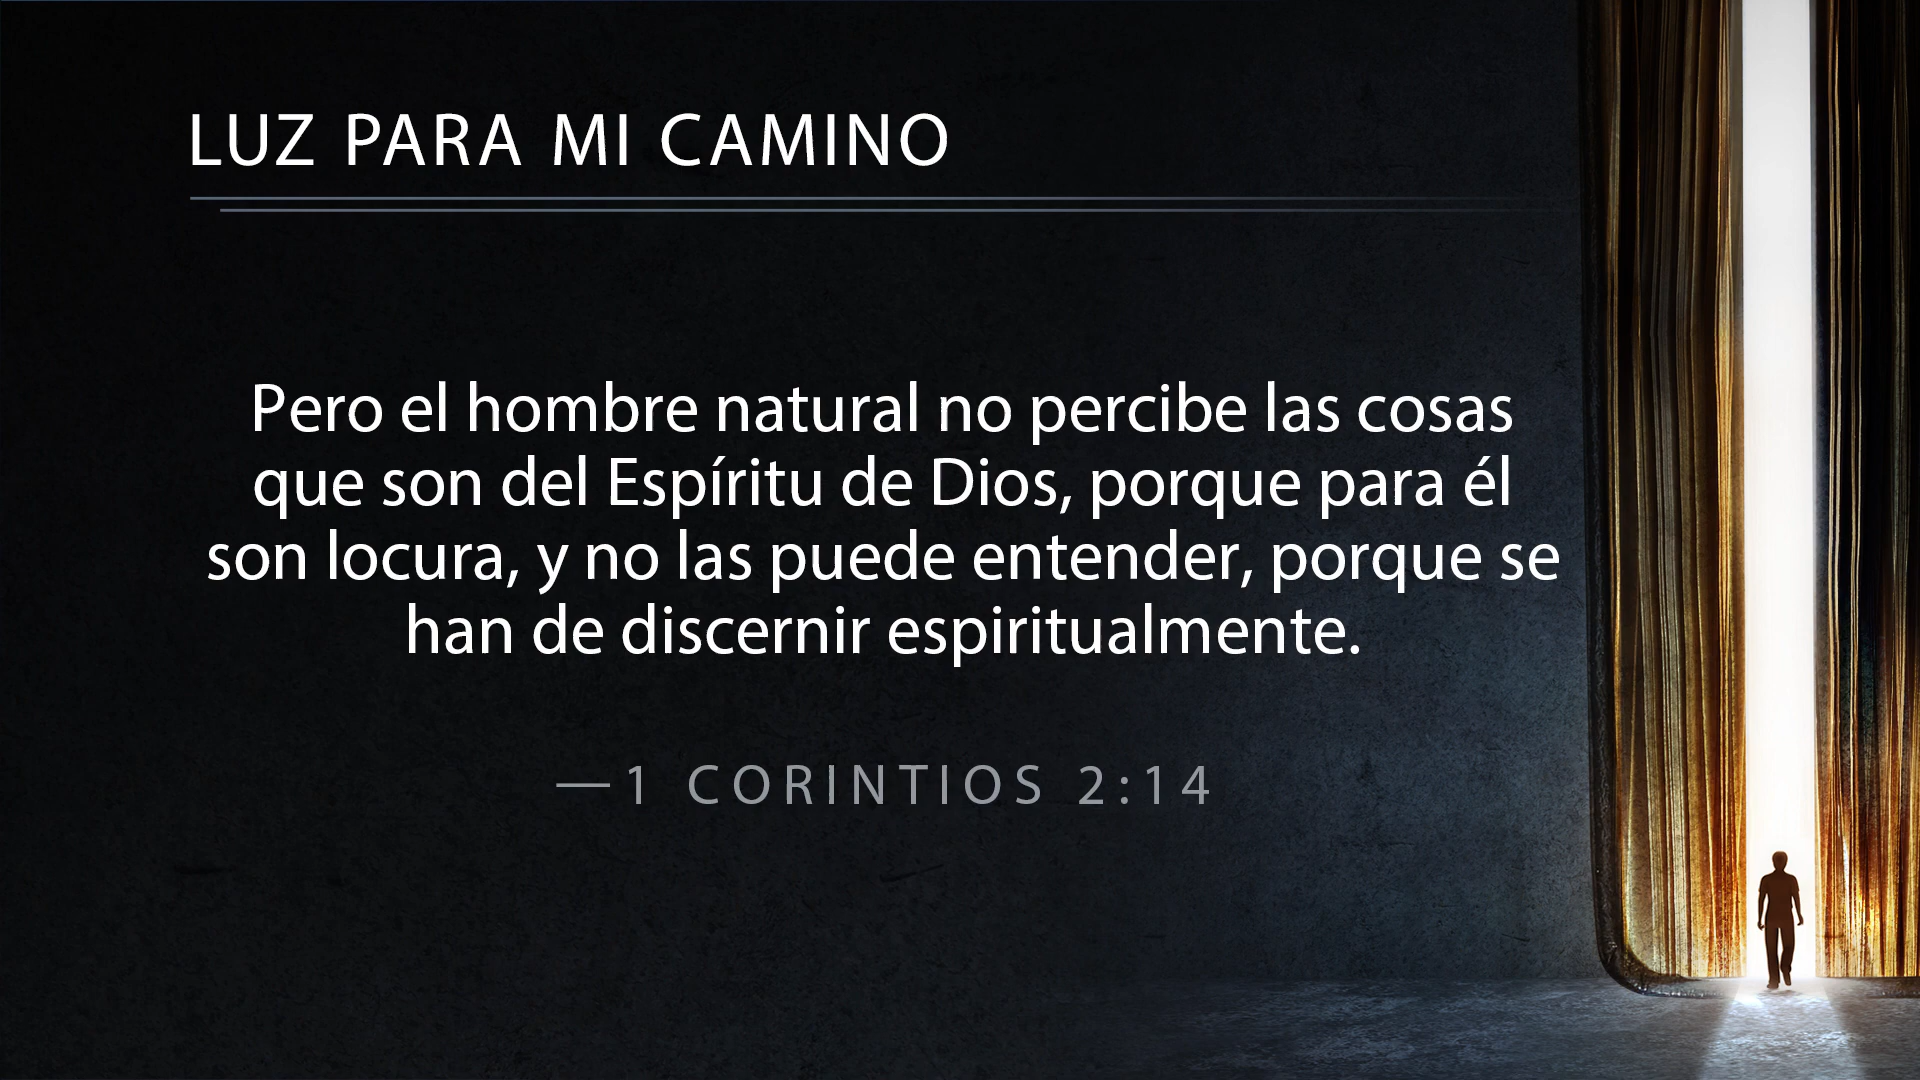 LUZ PARA MI CAMINO
Pero el hombre natural no percibe las cosas
que son del Espíritu de Dios, porque para él
son locura, y no las puede entender, porque se
han de discernir espiritualmente.
—1 CORINTIOS 2:14